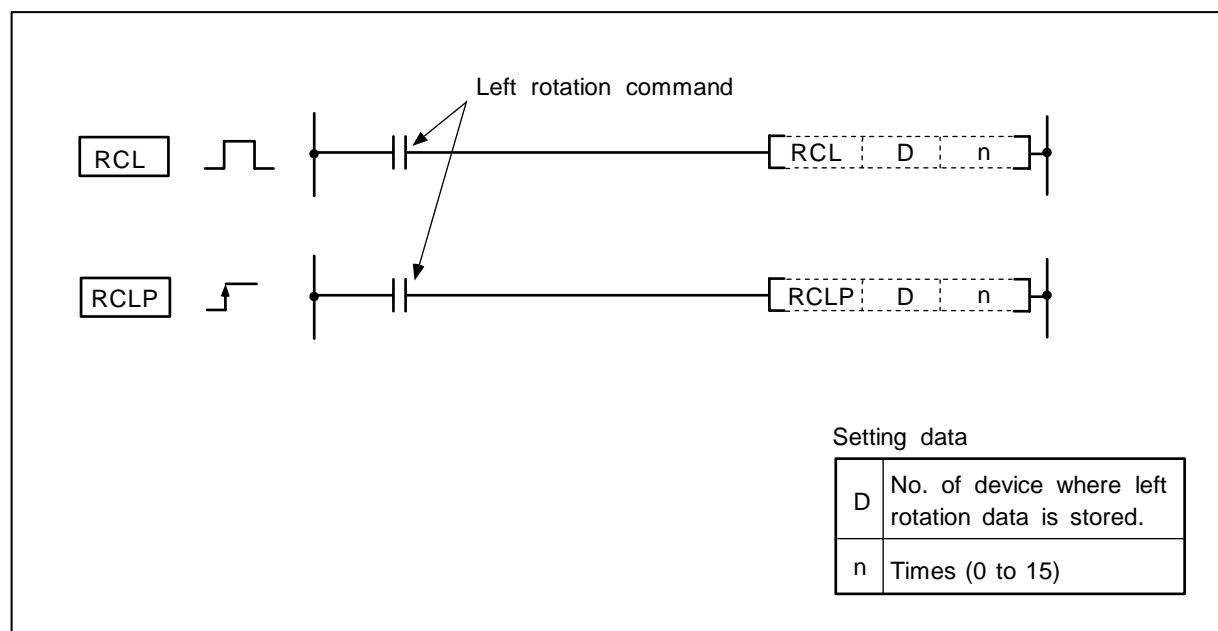 Left rotation command
RCL
RCL D n
RCLP
RCLP D n
Setting data
D No. of device where left
rotation data is stored.
n Times (0 to 15)